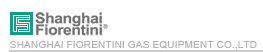 Shanghai
Fiorentini®
SHANGHAI FIORENTINI GAS EQUIPMENT CO.,LTD